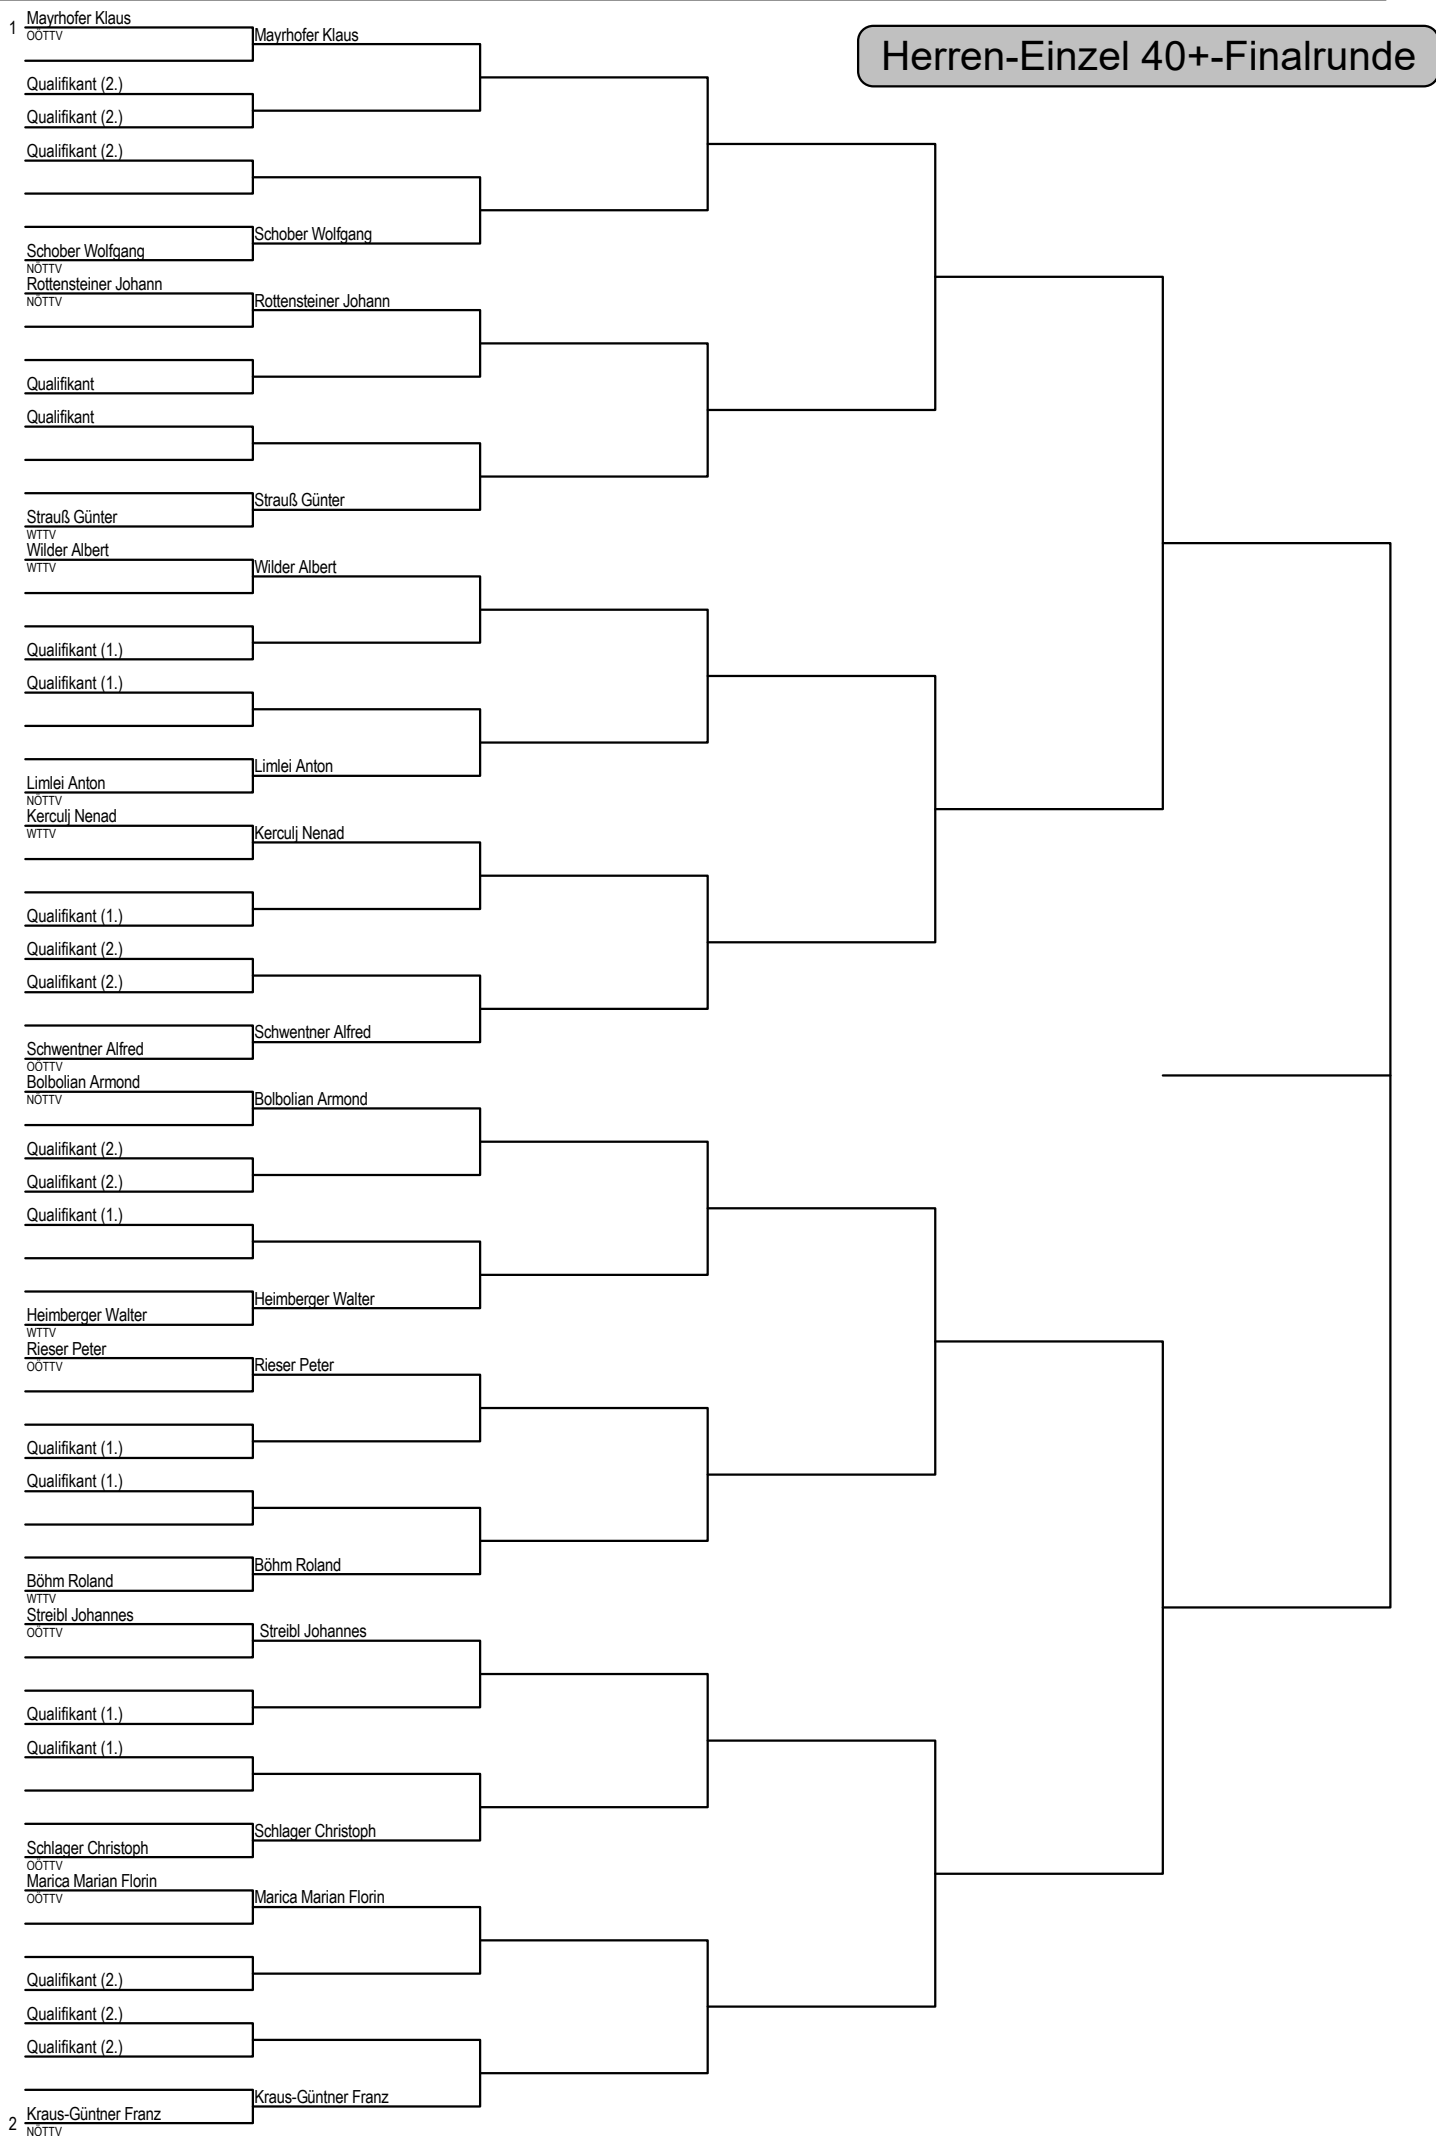 Herren-Einzel 40+-Finalrunde
1
Mayrhofer Klaus
OÖTTV
Mayrhofer Klaus
Qualifikant (2.)
Qualifikant (2.)
Qualifikant (2.)
Schober Wolfgang
Schober Wolfgang
NÖTTV
Rottensteiner Johann
NÖTTV
Rottensteiner Johann
Qualifikant
Qualifikant
Strauß Günter
Strauß Günter
WTTV
Wilder Albert
WTTV
Wilder Albert
Qualifikant (1.)
Qualifikant (1.)
Limlei Anton
Limlei Anton
NÖTTV
Kerculj Nenad
WTTV
Kerculj Nenad
Qualifikant (1.)
Qualifikant (2.)
Qualifikant (2.)
Schwentner Alfred
Schwentner Alfred
OÖTTV
Bolbolian Armond
NÖTTV
Bolbolian Armond
Qualifikant (2.)
Qualifikant (2.)
Qualifikant (1.)
Heimberger Walter
Heimberger Walter
WTTV
Rieser Peter
OÖTTV
Rieser Peter
Qualifikant (1.)
Qualifikant (1.)
Böhm Roland
Böhm Roland
WTTV
Streibl Johannes
OÖTTV
Streibl Johannes
Qualifikant (1.)
Qualifikant (1.)
Schlager Christoph
Schlager Christoph
OÖTTV
Marica Marian Florin
OÖTTV
Marica Marian Florin
Qualifikant (2.)
Qualifikant (2.)
Qualifikant (2.)
Kraus-Güntner Franz
Kraus-Güntner Franz
2
NÖTTV